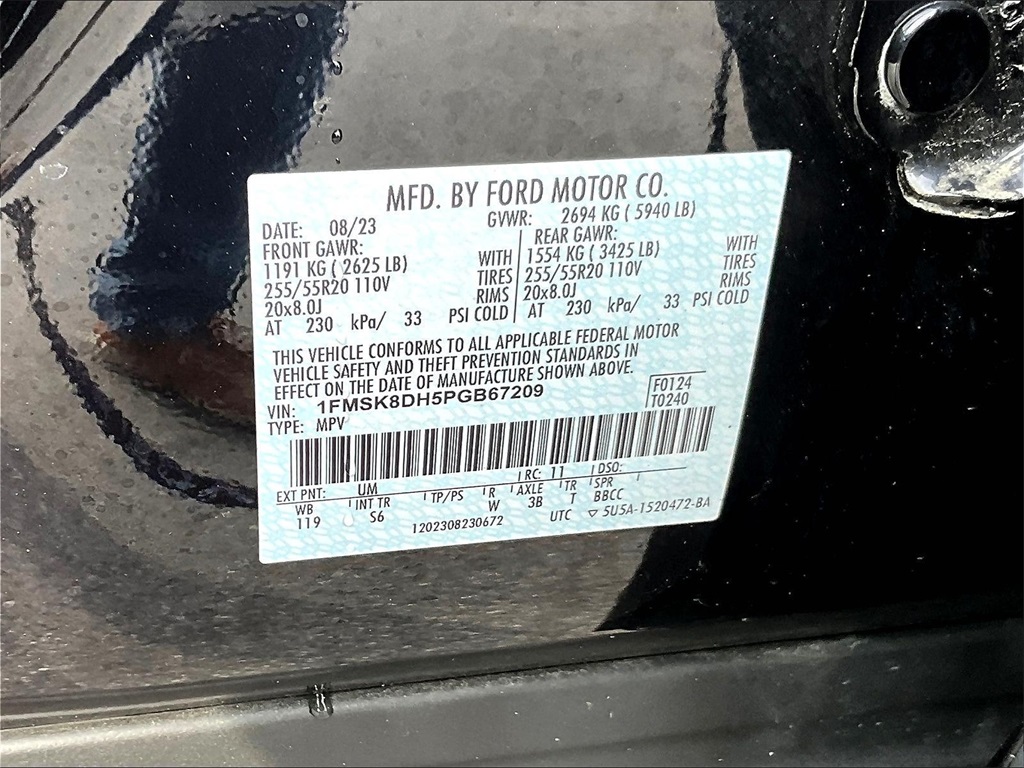 MFD. BY FORD MOTOR CO.
DATE: 08/23 GVWR: 2694 KG ( 5940 LB)
FRONT GAWR:
1191 KG ( 2625 LB) WITH
255/55R20 110V TIRES
20x8.0J RIMS
AT 230 kPa/ 33 PSI COLD
REAR GAWR:
1554 KG ( 3425 LB) WITH
255/55R20 110V TIRES
20x8.0J RIMS
AT 230 kPa/ 33 PSI COLD
THIS VEHICLE CONFORMS TO ALL APPLICABLE FEDERAL MOTOR
VEHICLE SAFETY AND THEFT PREVENTION STANDARDS IN
EFFECT ON THE DATE OF MANUFACTURE SHOWN ABOVE.
VIN: 1FMSK8DH5PGB67209
TYPE: MPV
F0124
T0240
EXT PNT: UM RC: 11 DSO:
WB INT TR TP/PS R AXLE TR SPR
119 S6 W 3B T BBCC
1202308230672 UTC ▽ 5U5A-1520472-BA